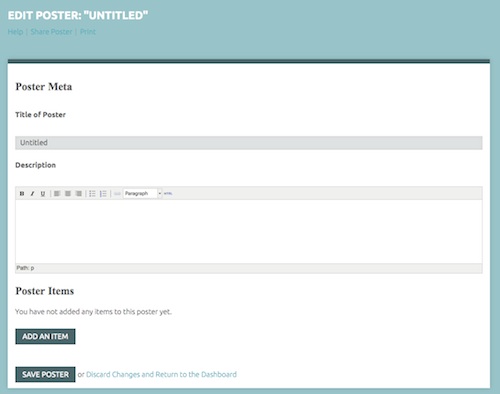 EDIT POSTER: "UNTITLED"
Help | Share Poster | Print
Poster Meta
Title of Poster
Untitled
Description
B I U Paragraph HTML
Path: p
Poster Items
You have not added any items to this poster yet.
ADD AN ITEM
SAVE POSTER or Discard Changes and Return to the Dashboard